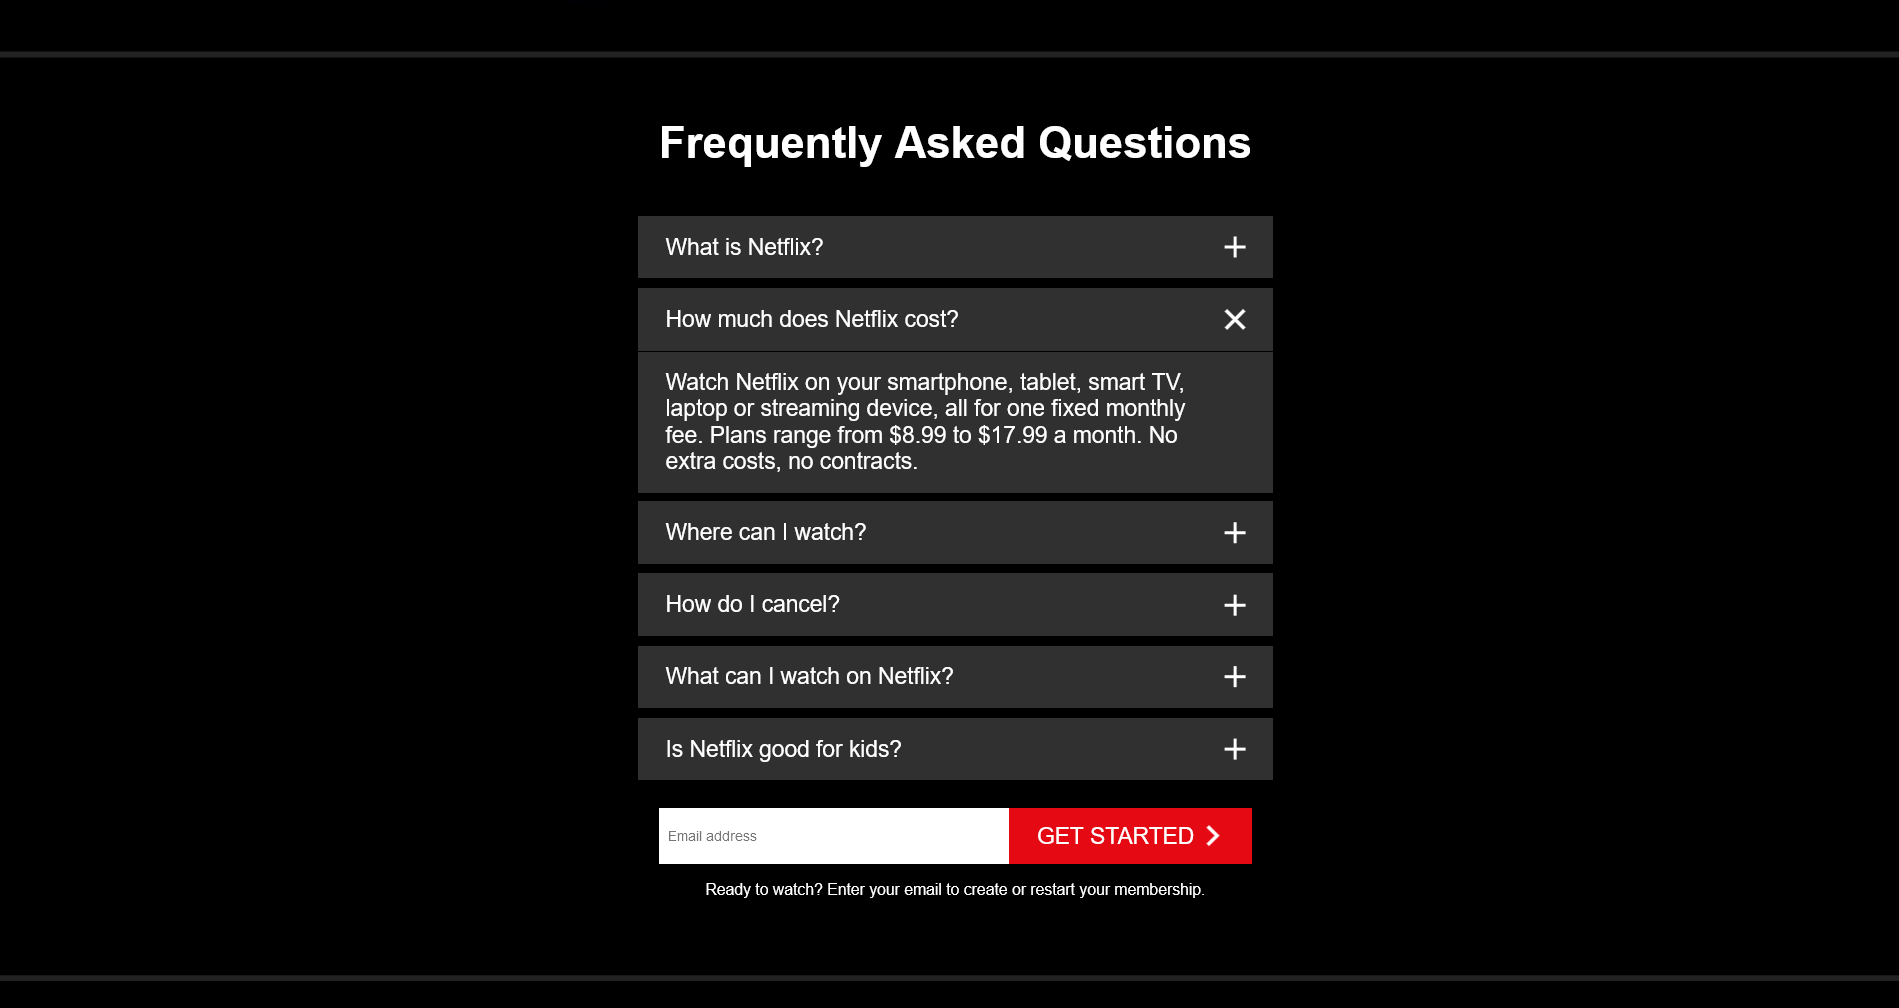 Frequently Asked Questions
What is Netflix?
How much does Netflix cost?
Watch Netflix on your smartphone, tablet, smart TV,
laptop or streaming device, all for one fixed monthly
fee. Plans range from $8.99 to $17.99 a month. No
extra costs, no contracts.
Where can I watch?
How do I cancel?
What can I watch on Netflix?
Is Netflix good for kids?
Email address
GET STARTED
Ready to watch? Enter your email to create or restart your membership.